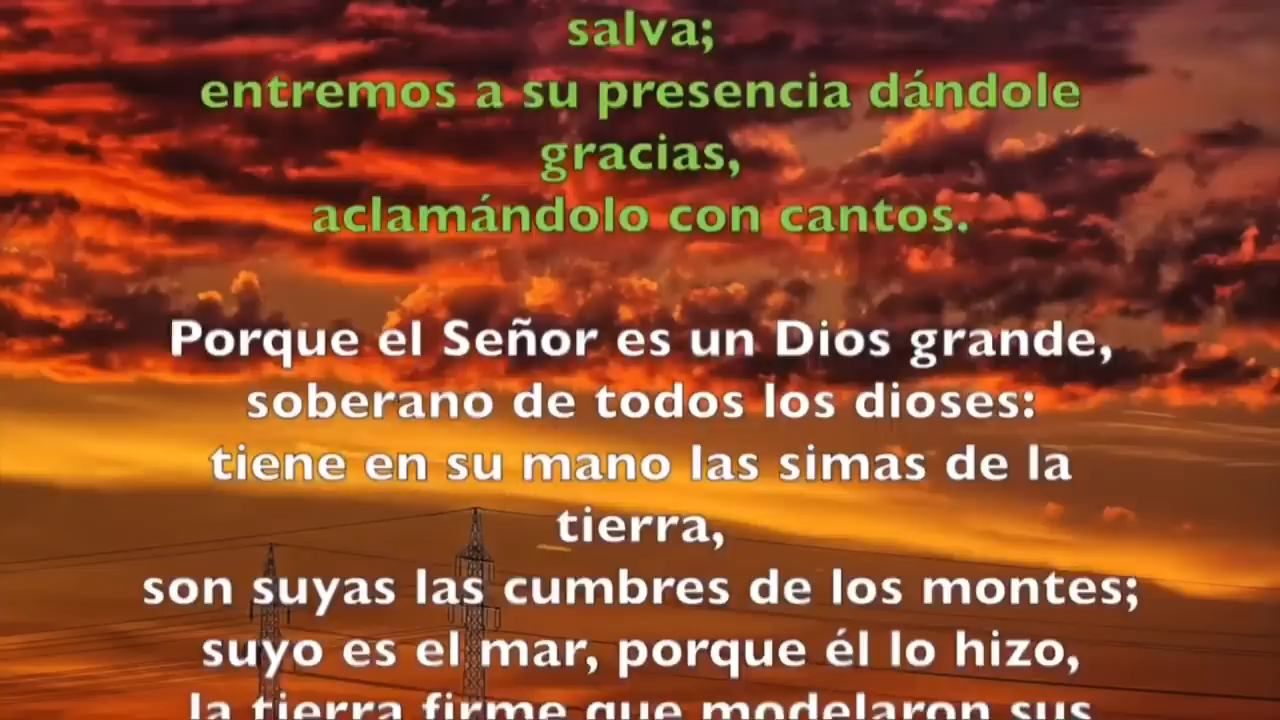 salva;
entremos a su presencia dándole
gracias,
aclamándolo con cantos.
Porque el Señor es un Dios grande,
soberano de todos los dioses:
tiene en su mano las simas de la
tierra,
son suyas las cumbres de los montes;
suyo es el mar, porque él lo hizo,
la tierra firme que modelaron sus